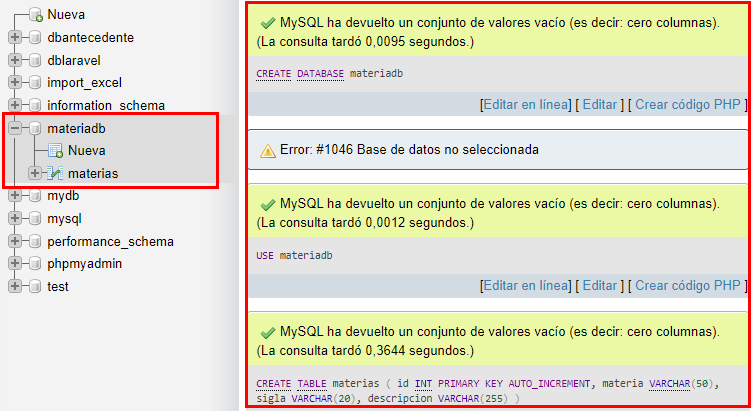 Nueva
dbantecedente
dblaravel
import_excel
information_schema
materiadb
Nueva
materias
mydb
mysql
performance_schema
phpmyadmin
test
MySQL ha devuelto un conjunto de valores vacío (es decir: cero columnas).
(La consulta tardó 0,0095 segundos.)
CREATE DATABASE materiadb
[Editar en línea] [ Editar ] [ Crear código PHP ]
Error: #1046 Base de datos no seleccionada
MySQL ha devuelto un conjunto de valores vacío (es decir: cero columnas).
(La consulta tardó 0,0012 segundos.)
USE materiadb
[Editar en línea] [ Editar ] [ Crear código PHP ]
MySQL ha devuelto un conjunto de valores vacío (es decir: cero columnas).
(La consulta tardó 0,3644 segundos.)
CREATE TABLE materias ( id INT PRIMARY KEY AUTO_INCREMENT, materia VARCHAR(50),
sigla VARCHAR(20), descripcion VARCHAR(255) )